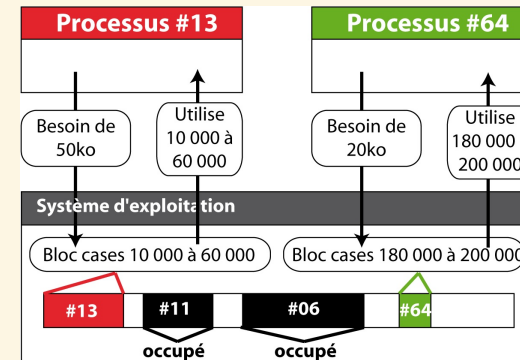 Processus #13
Processus #64
Besoin de
50ko
Utilise
10 000 à
60 000
Besoin de
20ko
Utilise
180 000
200 000
Système d'exploitation
Bloc cases 10 000 à 60 000
Bloc cases 180 000 à 200 000
#13
#11
#06
#64
occupé
occupé